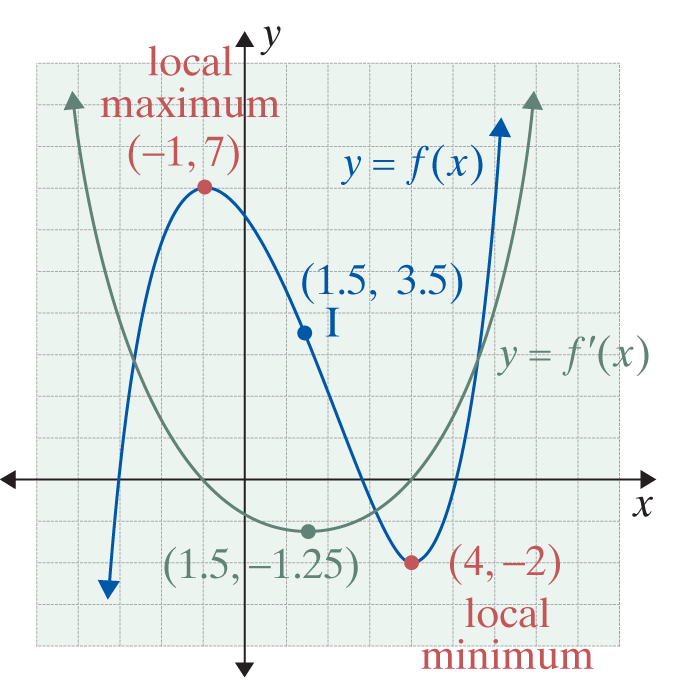 y
local
maximum
(−1, 7)
y = f(x)
(1.5, 3.5)
I
y = f′(x)
x
(1.5, −1.25)
(4, −2)
local
minimum